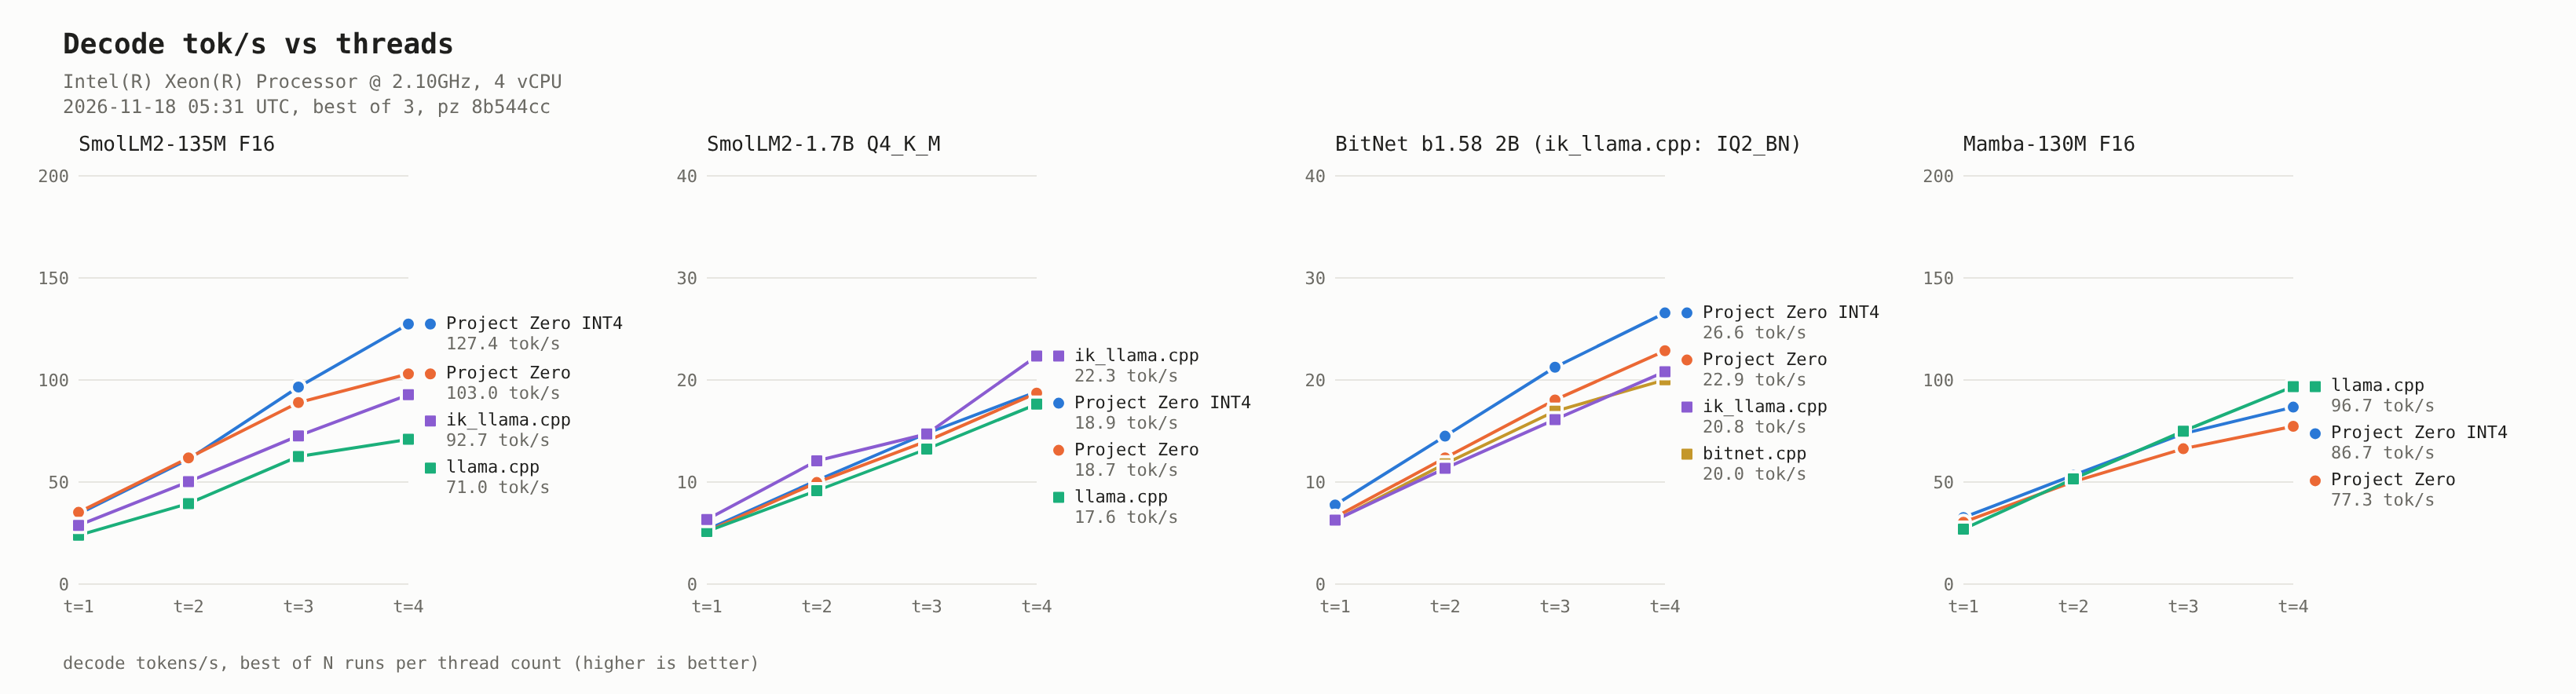 Decode tok/s vs threads
Intel(R) Xeon(R) Processor @ 2.10GHz, 4 vCPU
2026-11-18 05:31 UTC, best of 3, pz 8b544cc
SmolLM2-135M F16
200
150
100
50
0
t=1 t=2 t=3 t=4
Project Zero INT4
127.4 tok/s
Project Zero
103.0 tok/s
ik_llama.cpp
92.7 tok/s
llama.cpp
71.0 tok/s
SmolLM2-1.7B Q4_K_M
40
30
20
10
0
t=1 t=2 t=3 t=4
ik_llama.cpp
22.3 tok/s
Project Zero INT4
18.9 tok/s
Project Zero
18.7 tok/s
llama.cpp
17.6 tok/s
BitNet b1.58 2B (ik_llama.cpp: IQ2_BN)
40
30
20
10
0
t=1 t=2 t=3 t=4
Project Zero INT4
26.6 tok/s
Project Zero
22.9 tok/s
ik_llama.cpp
20.8 tok/s
bitnet.cpp
20.0 tok/s
Mamba-130M F16
200
150
100
50
0
t=1 t=2 t=3 t=4
llama.cpp
96.7 tok/s
Project Zero INT4
86.7 tok/s
Project Zero
77.3 tok/s
decode tokens/s, best of N runs per thread count (higher is better)